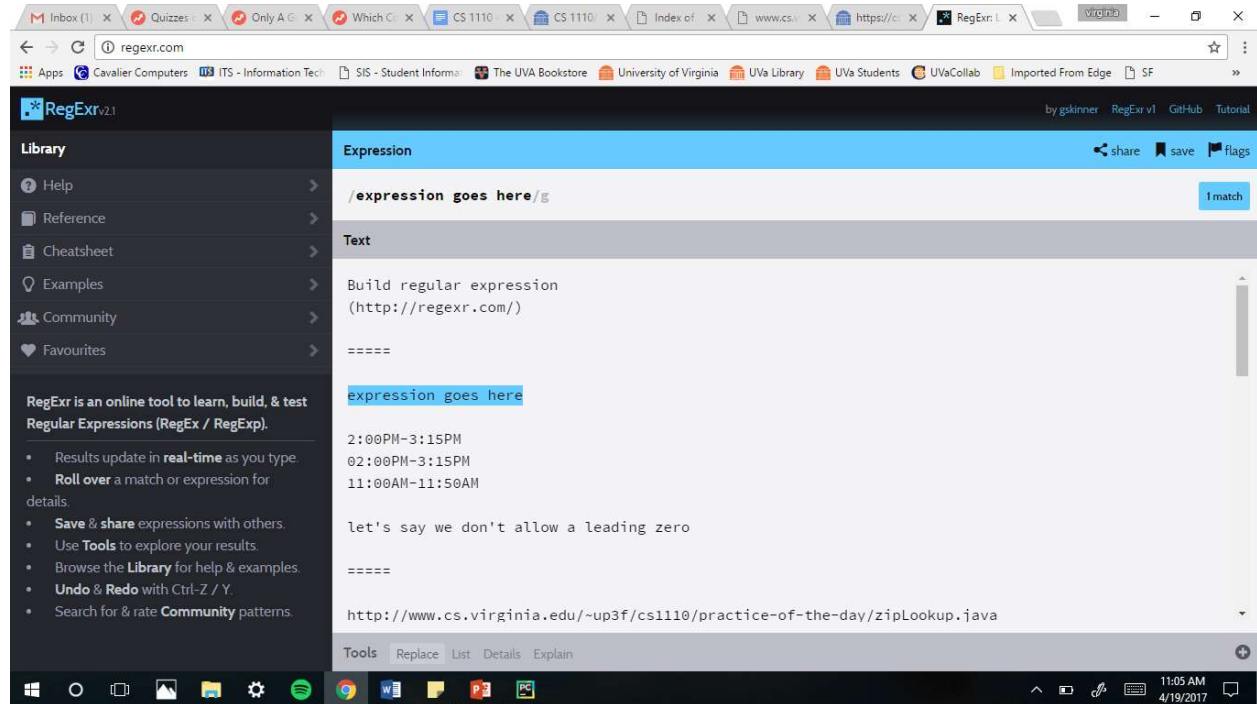 M Inbox (1) Quizzes Only A G Which C CS 1110 CS 1110/ Index of www.cs.v https://c RegExr: L virginia
regexr.com
Apps Cavalier Computers ITS - Information Tech SIS - Student Informa The UVA Bookstore University of Virginia UVa Library UVa Students UVaCollab Imported From Edge SF »
.* RegExr v2.1
by gskinner RegExr v1 GitHub Tutorial
Library
Expression
share save flags
Help
/expression goes here/g
1 match
Reference
Text
Cheatsheet
Examples
Community
Favourites
RegExr is an online tool to learn, build, & test
Regular Expressions (RegEx / RegExp).
• Results update in real-time as you type.
• Roll over a match or expression for
details.
• Save & share expressions with others.
• Use Tools to explore your results.
• Browse the Library for help & examples.
• Undo & Redo with Ctrl-Z / Y.
• Search for & rate Community patterns.
Build regular expression
(http://regexr.com/)
=====
expression goes here
2:00PM-3:15PM
02:00PM-3:15PM
11:00AM-11:50AM
let's say we don't allow a leading zero
=====
http://www.cs.virginia.edu/~up3f/cs1110/practice-of-the-day/zipLookup.java
Tools Replace List Details Explain
11:05 AM
4/19/2017